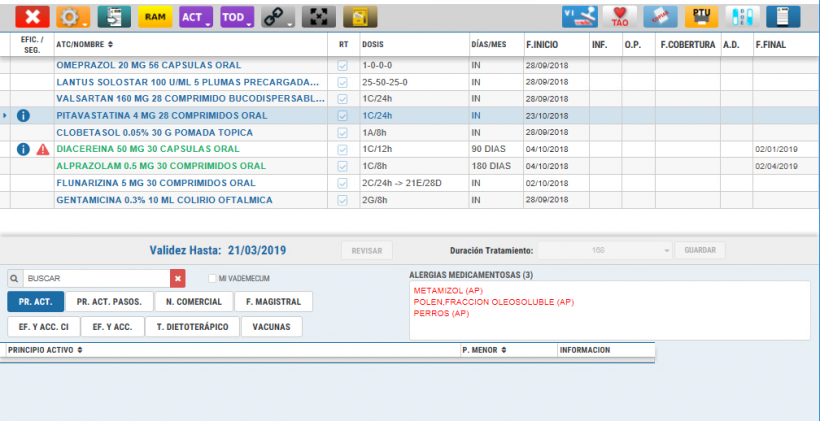 RAM ACT TOD VI TAO PTU
EFIC. / SEG. ATC/NOMBRE RT DOSIS DÍAS/MES F.INICIO INF. O.P. F.COBERTURA A.D. F.FINAL
OMEPRAZOL 20 MG 56 CAPSULAS ORAL 1-0-0-0 IN 28/09/2018
LANTUS SOLOSTAR 100 U/ML 5 PLUMAS PRECARGADA... 25-50-25-0 IN 28/09/2018
VALSARTAN 160 MG 28 COMPRIMIDO BUCODISPERSABL... 1C/24h IN 28/09/2018
PITAVASTATINA 4 MG 28 COMPRIMIDOS ORAL 1C/24h IN 23/10/2018
CLOBETASOL 0.05% 30 G POMADA TOPICA 1A/8h IN 28/09/2018
DIACEREINA 50 MG 30 CAPSULAS ORAL 1C/12h 90 DIAS 04/10/2018 02/01/2019
ALPRAZOLAM 0.5 MG 30 COMPRIMIDOS ORAL 1C/8h 180 DIAS 04/10/2018 02/04/2019
FLUNARIZINA 5 MG 30 COMPRIMIDOS ORAL 2C/24h -> 21E/28D IN 02/10/2018
GENTAMICINA 0.3% 10 ML COLIRIO OFTALMICA 2G/8h IN 28/09/2018
Validez Hasta: 21/03/2019 REVISAR Duración Tratamiento: 168 GUARDAR
BUSCAR MI VADEMECUM
ALERGIAS MEDICAMENTOSAS (3)
METAMIZOL (AP)
POLEN,FRACCION OLEOSOLUBLE (AP)
PERROS (AP)
PR. ACT. PR. ACT. PASOS. N. COMERCIAL F. MAGISTRAL
EF. Y ACC. CI EF. Y ACC. T. DIETOTERÁPICO VACUNAS
PRINCIPIO ACTIVO P. MENOR INFORMACION